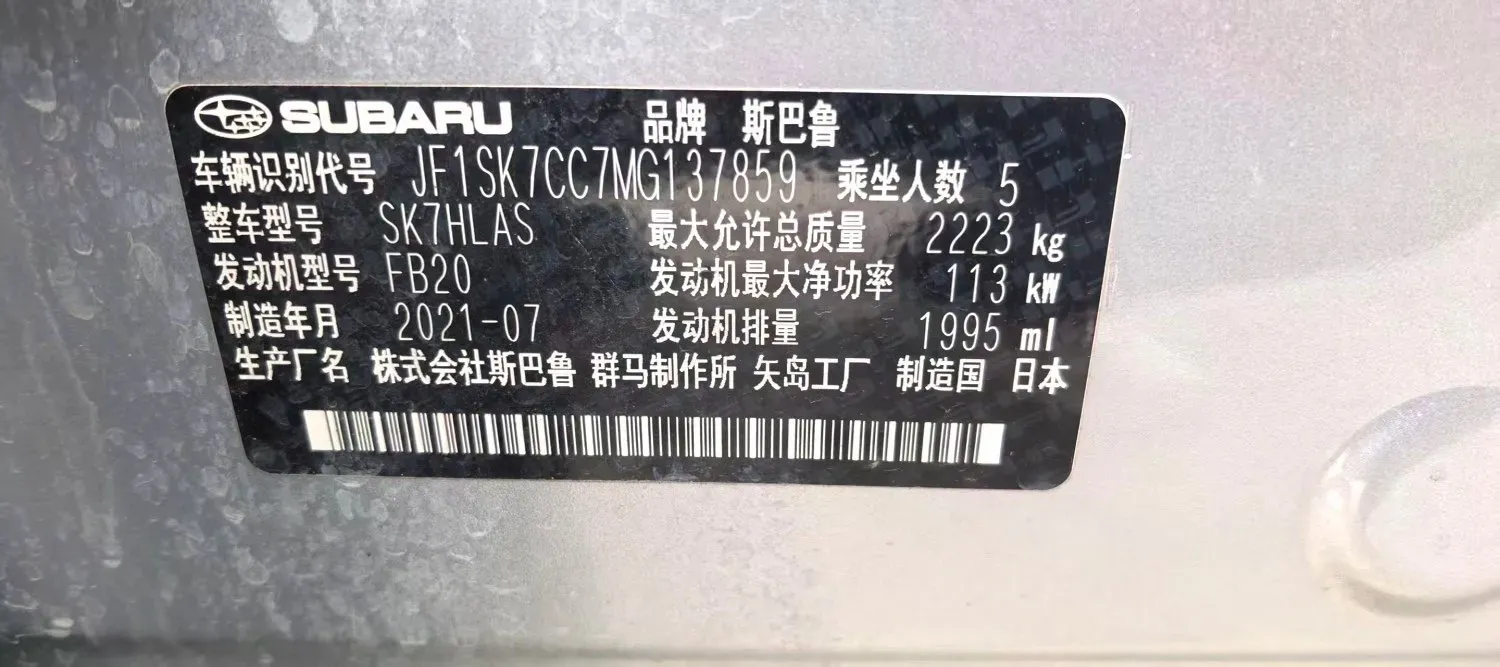 SUBARU 品牌 斯巴鲁
车辆识别代号 JF1SK7CC7MG137859 乘坐人数 5
整车型号 SK7HLAS 最大允许总质量 2223 kg
发动机型号 FB20 发动机最大净功率 113 kW
制造年月 2021-07 发动机排量 1995 ml
生产厂名 株式会社斯巴鲁 群马制作所 矢岛工厂 制造国 日本